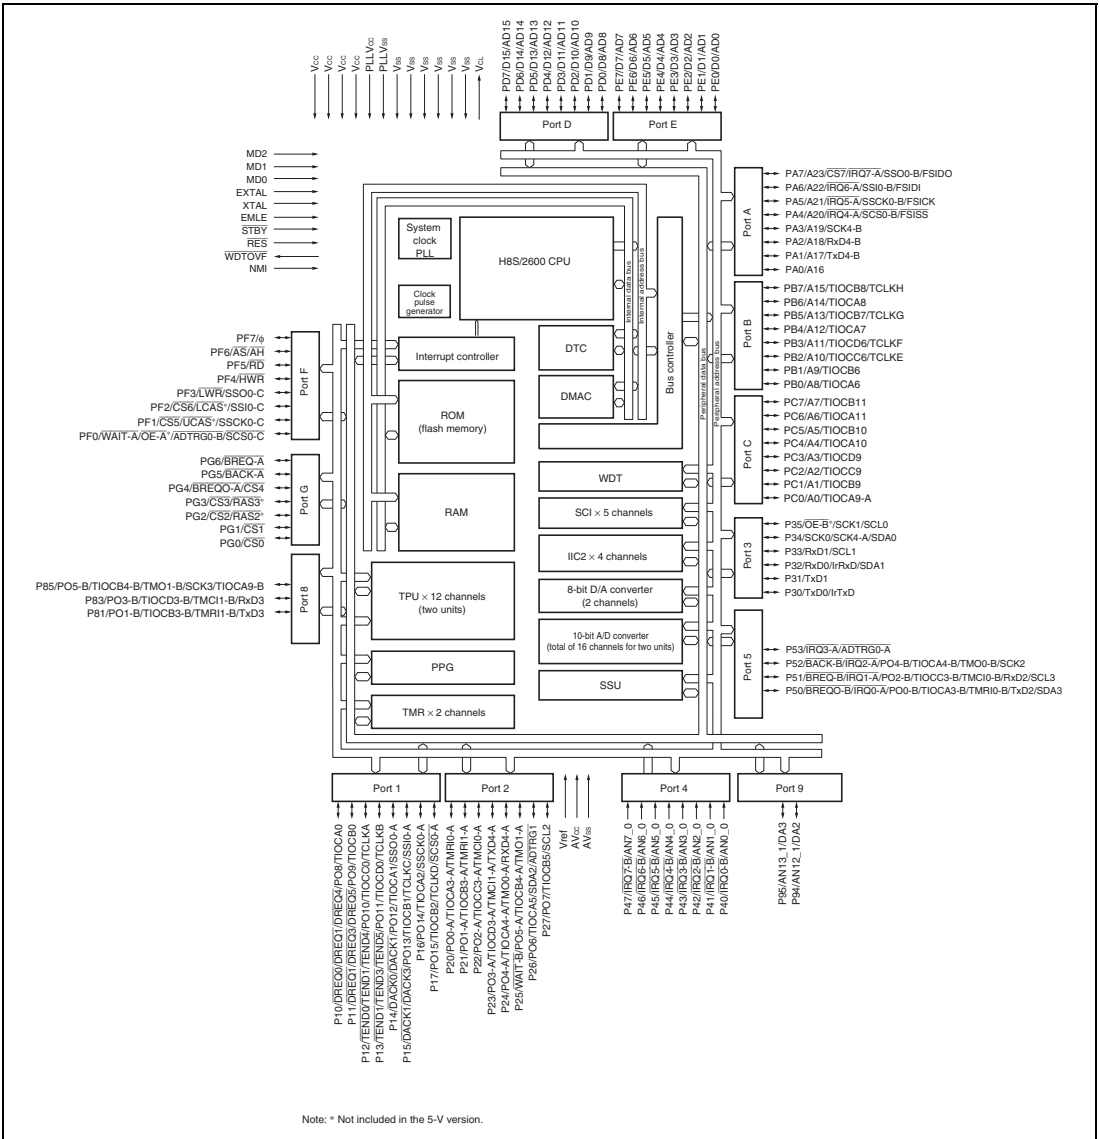 Vcc
Vcc
Vcc
Vcc
PLLVcc
PLLVss
Vss
Vss
Vss
Vss
Vss
Vss
VCL
PD7/D15/AD15
PD6/D14/AD14
PD5/D13/AD13
PD4/D12/AD12
PD3/D11/AD11
PD2/D10/AD10
PD1/D9/AD9
PD0/D8/AD8
PE7/D7/AD7
PE6/D6/AD6
PE5/D5/AD5
PE4/D4/AD4
PE3/D3/AD3
PE2/D2/AD2
PE1/D1/AD1
PE0/D0/AD0
Port D
Port E
MD2
MD1
MD0
EXTAL
XTAL
EMLE
STBY
RES
WDTOVF
NMI
System
clock
PLL
Clock
pulse
generator
H8S/2600 CPU
Interrupt controller
ROM
(flash memory)
RAM
TPU × 12 channels
(two units)
PPG
TMR × 2 channels
DTC
DMAC
Internal data bus
Internal address bus
Bus controller
Peripheral data bus
Peripheral address bus
WDT
SCI × 5 channels
IIC2 × 4 channels
8-bit D/A converter
(2 channels)
10-bit A/D converter
(total of 16 channels for two units)
SSU
Port A
PA7/A23/CS7/IRQ7-A/SSO0-B/FSIDO
PA6/A22/IRQ6-A/SSI0-B/FSIDI
PA5/A21/IRQ5-A/SSCK0-B/FSICK
PA4/A20/IRQ4-A/SCS0-B/FSISS
PA3/A19/SCK4-B
PA2/A18/RxD4-B
PA1/A17/TxD4-B
PA0/A16
Port B
PB7/A15/TIOCB8/TCLKH
PB6/A14/TIOCA8
PB5/A13/TIOCB7/TCLKG
PB4/A12/TIOCA7
PB3/A11/TIOCD6/TCLKF
PB2/A10/TIOCC6/TCLKE
PB1/A9/TIOCB6
PB0/A8/TIOCA6
Port C
PC7/A7/TIOCB11
PC6/A6/TIOCA11
PC5/A5/TIOCB10
PC4/A4/TIOCA10
PC3/A3/TIOCD9
PC2/A2/TIOCC9
PC1/A1/TIOCB9
PC0/A0/TIOCA9-A
Port 3
P35/OE-B*/SCK1/SCL0
P34/SCK0/SCK4-A/SDA0
P33/RxD1/SCL1
P32/RxD0/IrRxD/SDA1
P31/TxD1
P30/TxD0/IrTxD
Port 5
P53/IRQ3-A/ADTRG0-A
P52/BACK-B/IRQ2-A/PO4-B/TIOCA4-B/TMO0-B/SCK2
P51/BREQ-B/IRQ1-A/PO2-B/TIOCC3-B/TMCI0-B/RxD2/SCL3
P50/BREQO-B/IRQ0-A/PO0-B/TIOCA3-B/TMRI0-B/TxD2/SDA3
PF7/φ
PF6/AS/AH
PF5/RD
PF4/HWR
PF3/LWR/SSO0-C
PF2/CS6/LCAS*/SSI0-C
PF1/CS5/UCAS*/SSCK0-C
PF0/WAIT-A/OE-A*/ADTRG0-B/SCS0-C
Port F
PG6/BREQ-A
PG5/BACK-A
PG4/BREQO-A/CS4
PG3/CS3/RAS3*
PG2/CS2/RAS2*
PG1/CS1
PG0/CS0
Port G
P85/PO5-B/TIOCB4-B/TMO1-B/SCK3/TIOCA9-B
P83/PO3-B/TIOCD3-B/TMCI1-B/RxD3
P81/PO1-B/TIOCB3-B/TMRI1-B/TxD3
Port 8
Port 1
Port 2
Port 4
Port 9
P10/DREQ0/DREQ1/DREQ4/PO8/TIOCA0
P11/DREQ1/DREQ3/DREQ5/PO9/TIOCB0
P12/TEND0/TEND1/TEND4/PO10/TIOCC0/TCLKA
P13/TEND1/TEND3/TEND5/PO11/TIOCD0/TCLKB
P14/DACK0/DACK1/PO12/TIOCA1/SSO0-A
P15/DACK1/DACK3/PO13/TIOCB1/TCLKC/SSI0-A
P16/PO14/TIOCA2/SSCK0-A
P17/PO15/TIOCB2/TCLKD/SCS0-A
P20/PO0-A/TIOCA3-A/TMRI0-A
P21/PO1-A/TIOCB3-A/TMRI1-A
P22/PO2-A/TIOCC3-A/TMCI0-A
P23/PO3-A/TIOCD3-A/TMCI1-A/TXD4-A
P24/PO4-A/TIOCA4-A/TMO0-A/RXD4-A
P25/WAIT-B/PO5-A/TIOCB4-A/TMO1-A
P26/PO6/TIOCA5/SDA2/ADTRG1
P27/PO7/TIOCB5/SCL2
Vref
AVcc
AVss
P47/IRQ7-B/AN7_0
P46/IRQ6-B/AN6_0
P45/IRQ5-B/AN5_0
P44/IRQ4-B/AN4_0
P43/IRQ3-B/AN3_0
P42/IRQ2-B/AN2_0
P41/IRQ1-B/AN1_0
P40/IRQ0-B/AN0_0
P95/AN13_1/DA3
P94/AN12_1/DA2
Note: * Not included in the 5-V version.